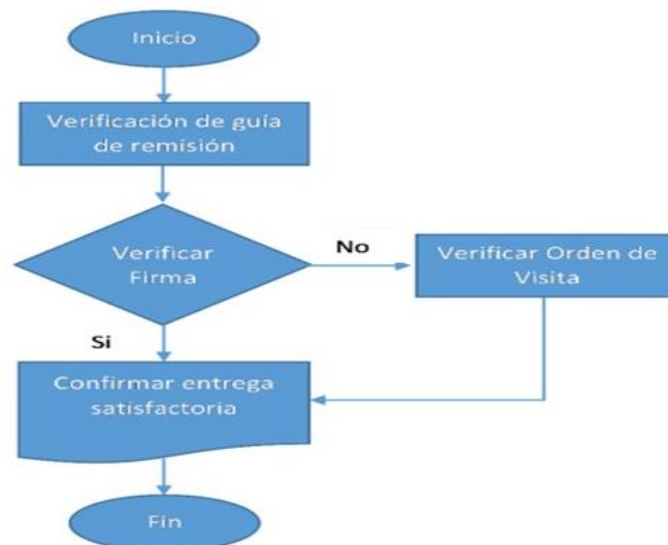 Inicio
Verificación de guía
de remisión
Verificar
Firma
No
Verificar Orden de
Visita
Si
Confirmar entrega
satisfactoria
Fin